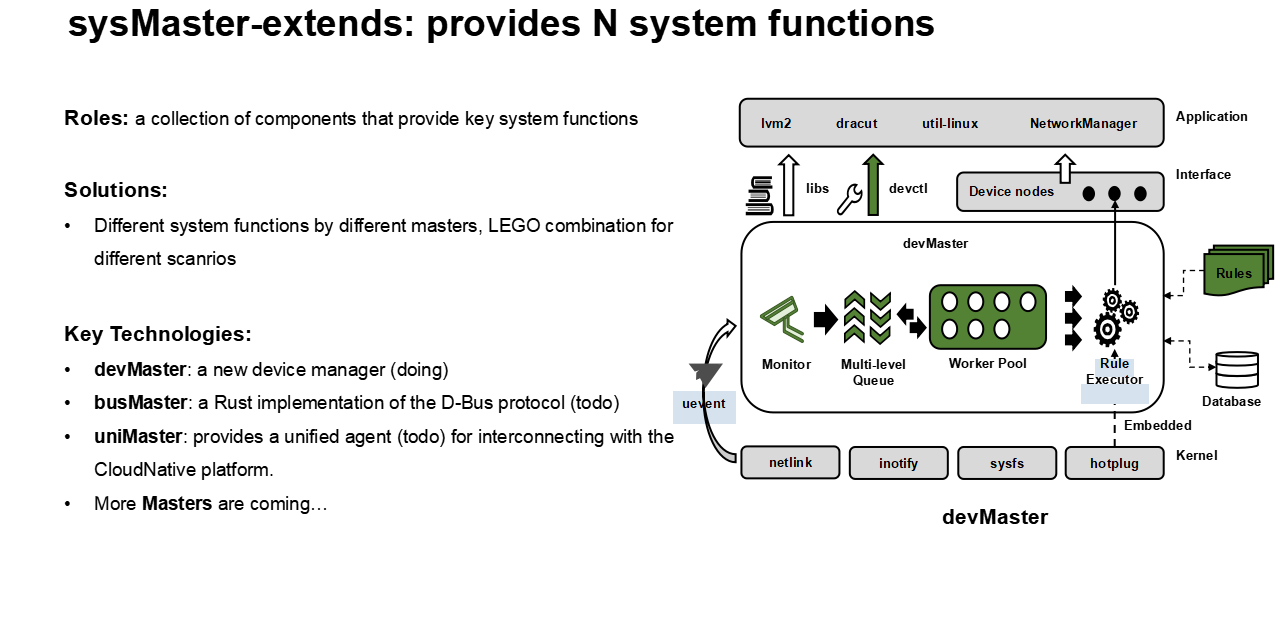 sysMaster-extends: provides N system functions
Roles: a collection of components that provide key system functions
Solutions:
• Different system functions by different masters, LEGO combination for
different scanrios
Key Technologies:
• devMaster: a new device manager (doing)
• busMaster: a Rust implementation of the D-Bus protocol (todo)
• uniMaster: provides a unified agent (todo) for interconnecting with the
CloudNative platform.
• More Masters are coming…
lvm2 dracut util-linux NetworkManager
Application
libs
devctl
Device nodes
Interface
devMaster
Rules
Monitor
Multi-level
Queue
Worker Pool
Rule
Executor
Database
uevent
Embedded
netlink inotify sysfs hotplug
Kernel
devMaster